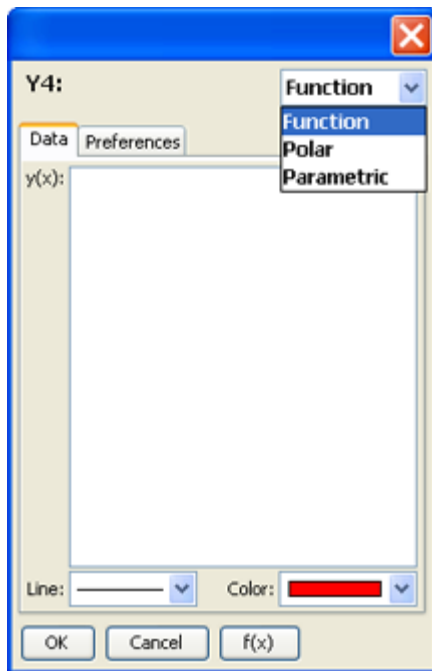 Y4: Function
Function
Polar
Parametric
Data Preferences
y(x):
Line: Color:
OK Cancel f(x)